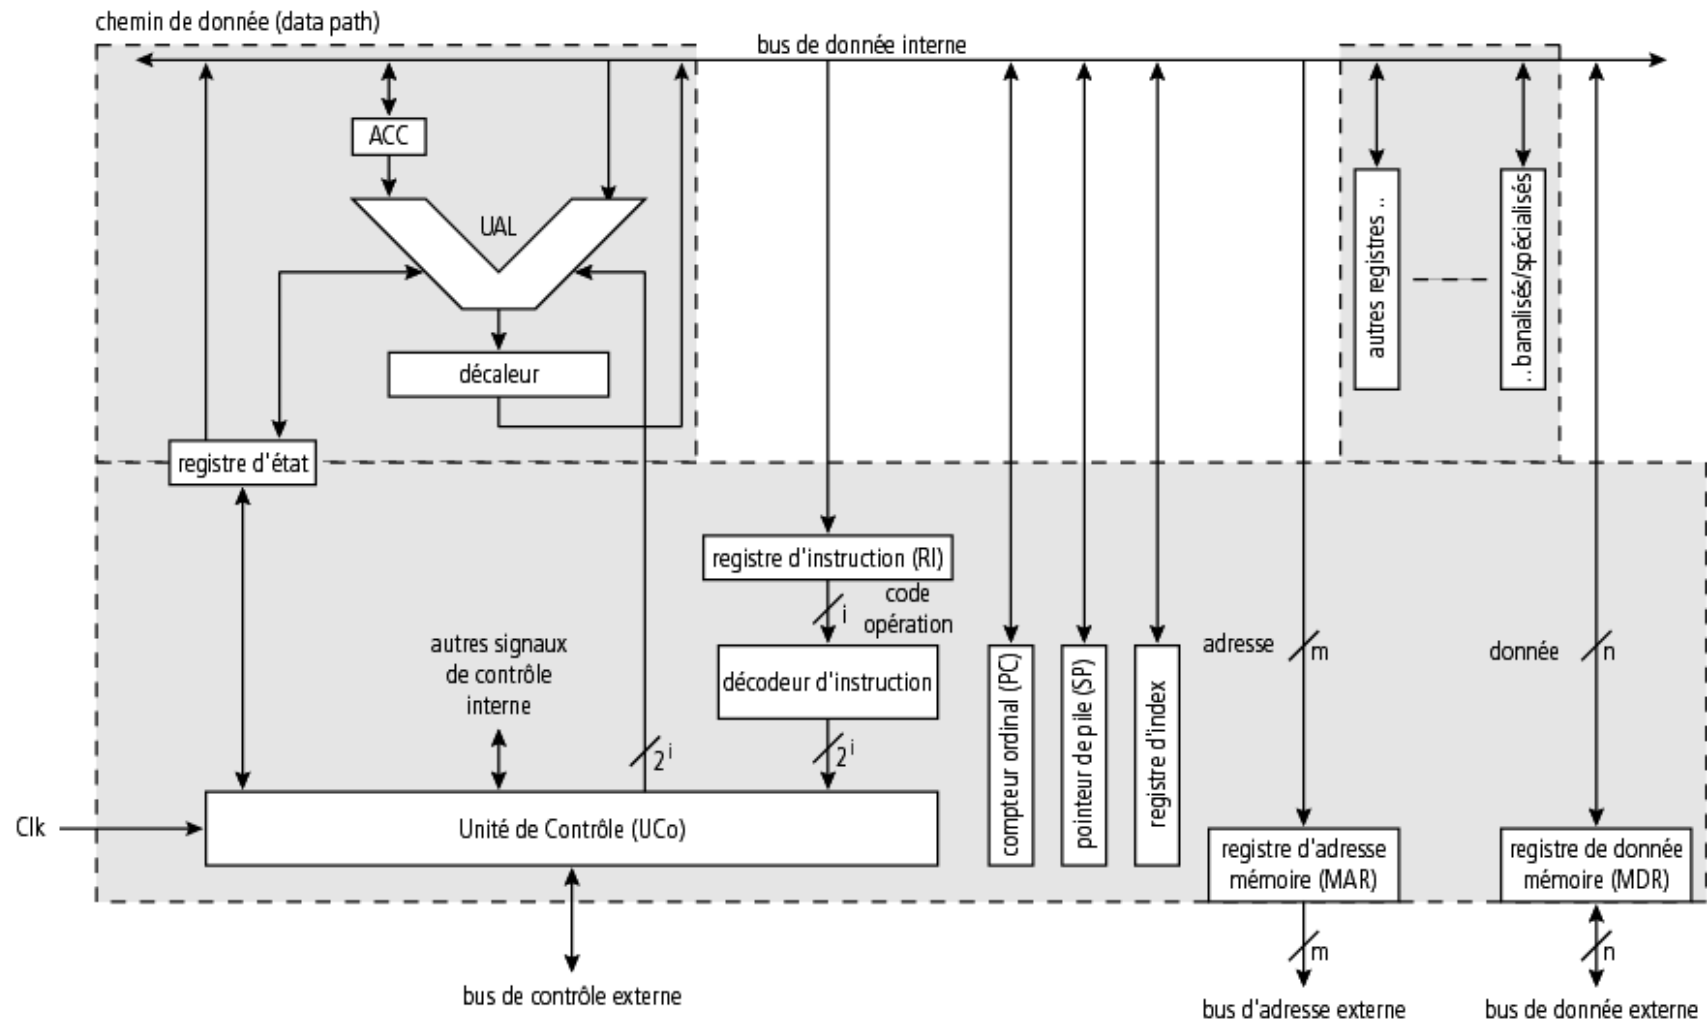 chemin de donnée (data path)
bus de donnée interne
ACC
UAL
décaleur
registre d'état
autres registres ..
..banalisés/spécialisés
registre d'instruction (RI)
i
code
opération
décodeur d'instruction
2^i
2^i
autres signaux
de contrôle
interne
compteur ordinal (PC)
pointeur de pile (SP)
registre d'index
adresse
m
donnée
n
Clk
Unité de Contrôle (UCo)
registre d'adresse
mémoire (MAR)
registre de donnée
mémoire (MDR)
m
n
bus de contrôle externe
bus d'adresse externe
bus de donnée externe